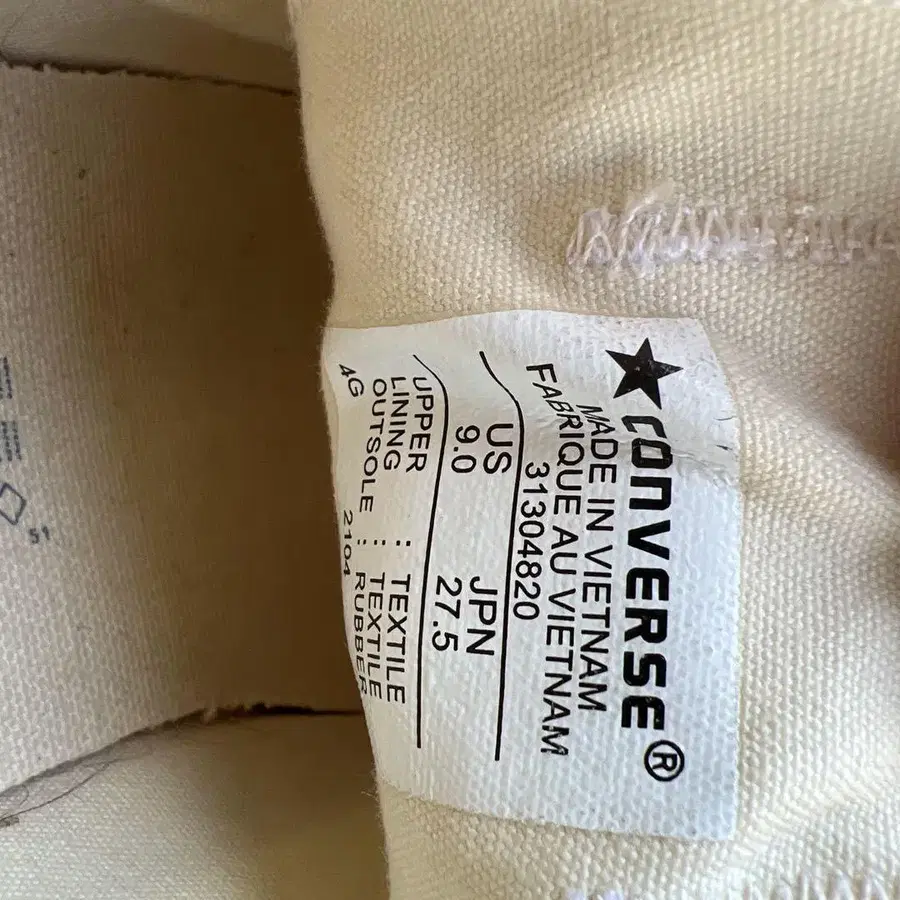 ★ CONVERSE®
MADE IN VIETNAM
FABRIQUE AU VIETNAM
31304820
US JPN
9.0 27.5
UPPER : TEXTILE
LINING : TEXTILE
OUTSOLE : RUBBER
4G 2104
51